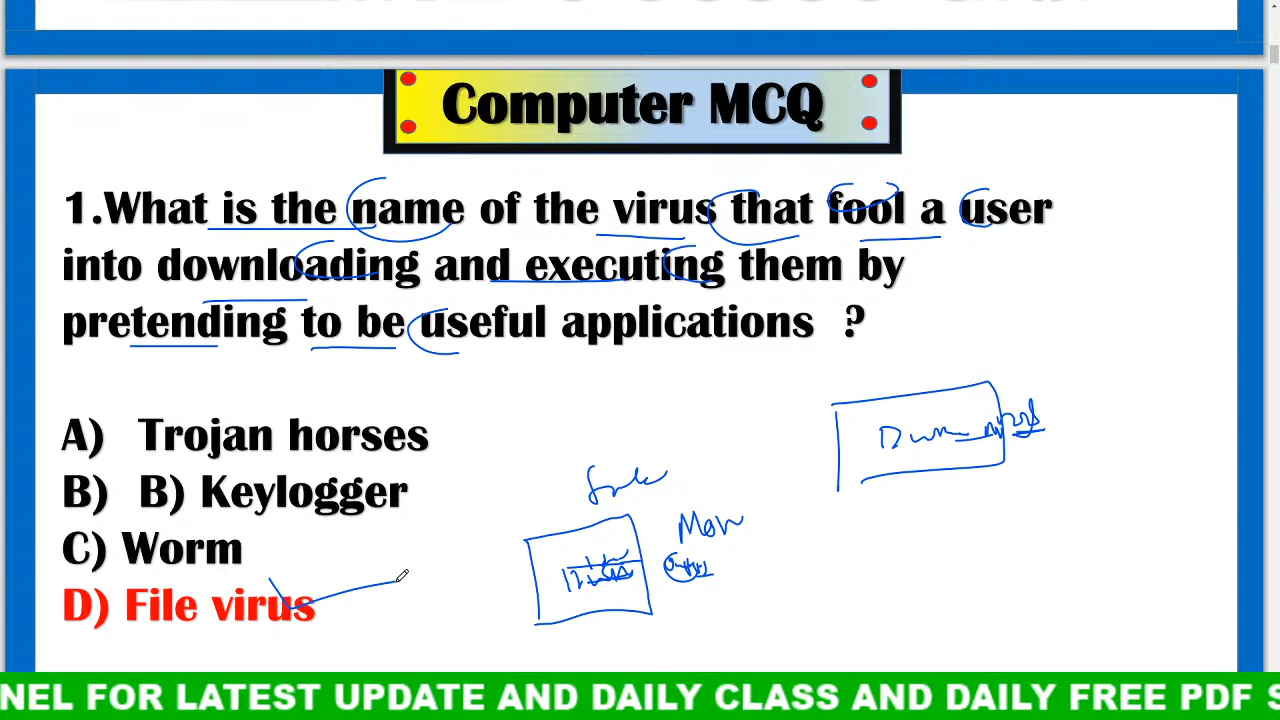 Computer MCQ
1.What is the name of the virus that fool a user
into downloading and executing them by
pretending to be useful applications ?
A) Trojan horses
B) B) Keylogger
C) Worm
D) File virus
NEL FOR LATEST UPDATE AND DAILY CLASS AND DAILY FREE PDF S